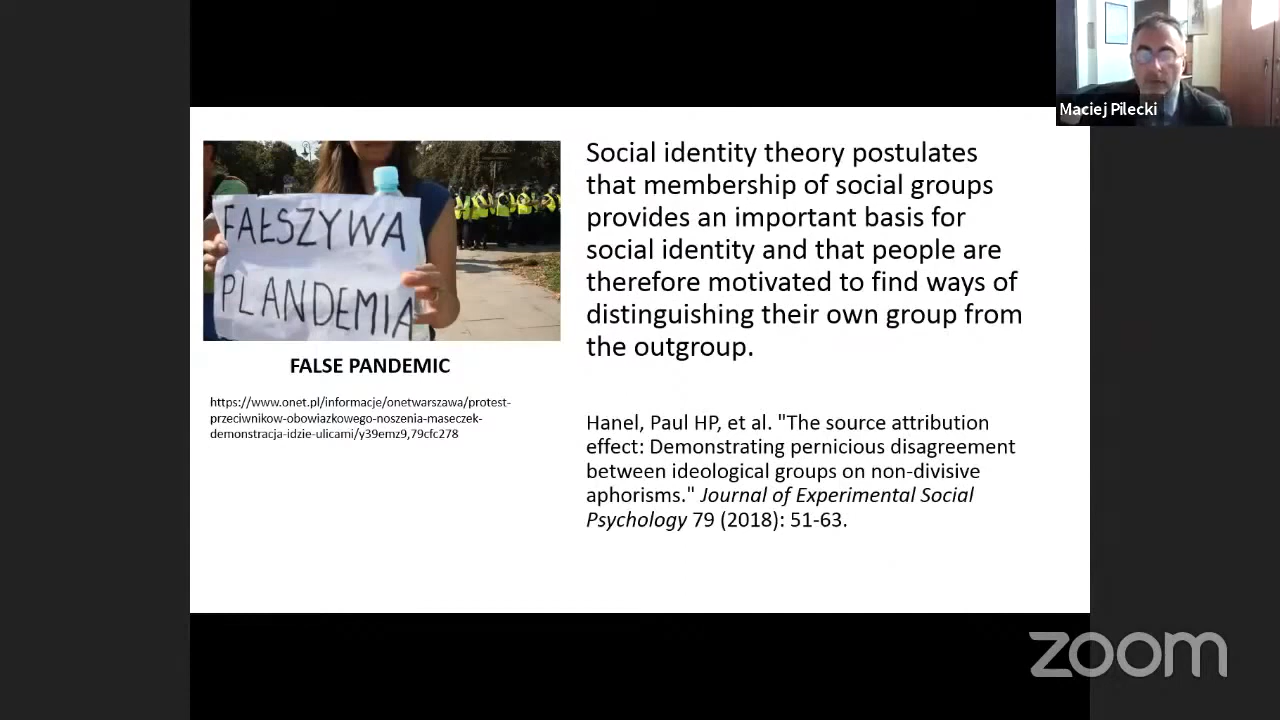 Maciej Pilecki
FAŁSZYWA
PLANDEMIA
FALSE PANDEMIC
https://www.onet.pl/informacje/onetwarszawa/protest-
przeciwnikow-obowiazkowego-noszenia-maseczek-
demonstracja-idzie-ulicami/y39emz9,79cfc278
Social identity theory postulates
that membership of social groups
provides an important basis for
social identity and that people are
therefore motivated to find ways of
distinguishing their own group from
the outgroup.
Hanel, Paul HP, et al. "The source attribution
effect: Demonstrating pernicious disagreement
between ideological groups on non-divisive
aphorisms." Journal of Experimental Social
Psychology 79 (2018): 51-63.
zoom